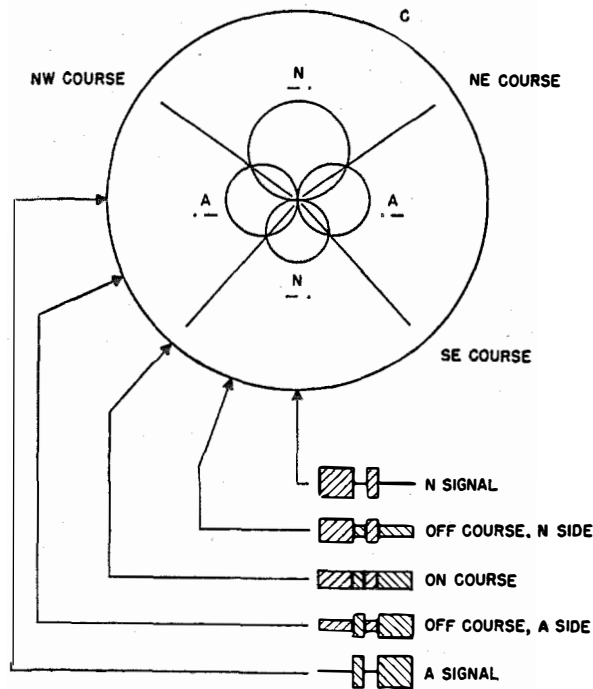 C
NW COURSE
NE COURSE
N
— .
A
. —
A
. —
N
— .
SE COURSE
N SIGNAL
OFF COURSE, N SIDE
ON COURSE
OFF COURSE, A SIDE
A SIGNAL